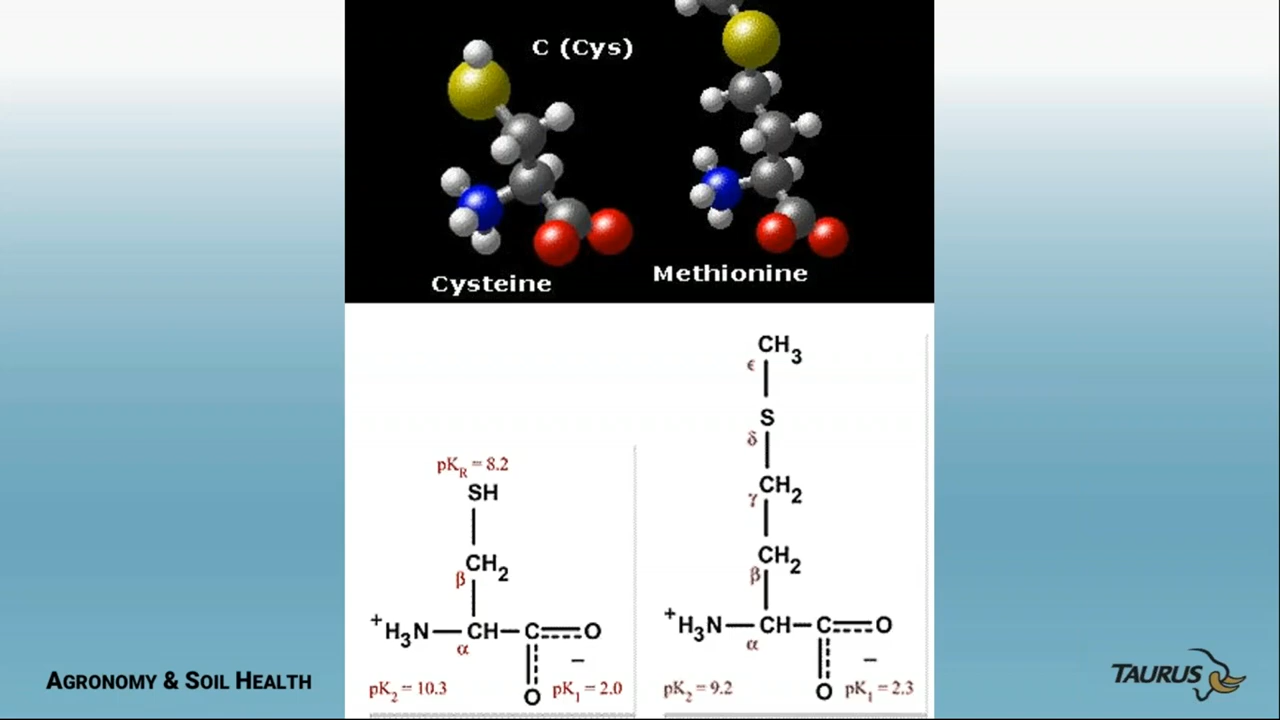 C (Cys)
Cysteine
Methionine
CH3
ϵ
S
δ
pKR = 8.2
SH
CH2
γ
CH2
β
CH2
β
+H3N—CH—C=O
α
O
−
pK2 = 10.3
pK1 = 2.0
+H3N—CH—C=O
α
O
−
pK2 = 9.2
pK1 = 2.3
AGRONOMY & SOIL HEALTH
TAURUS